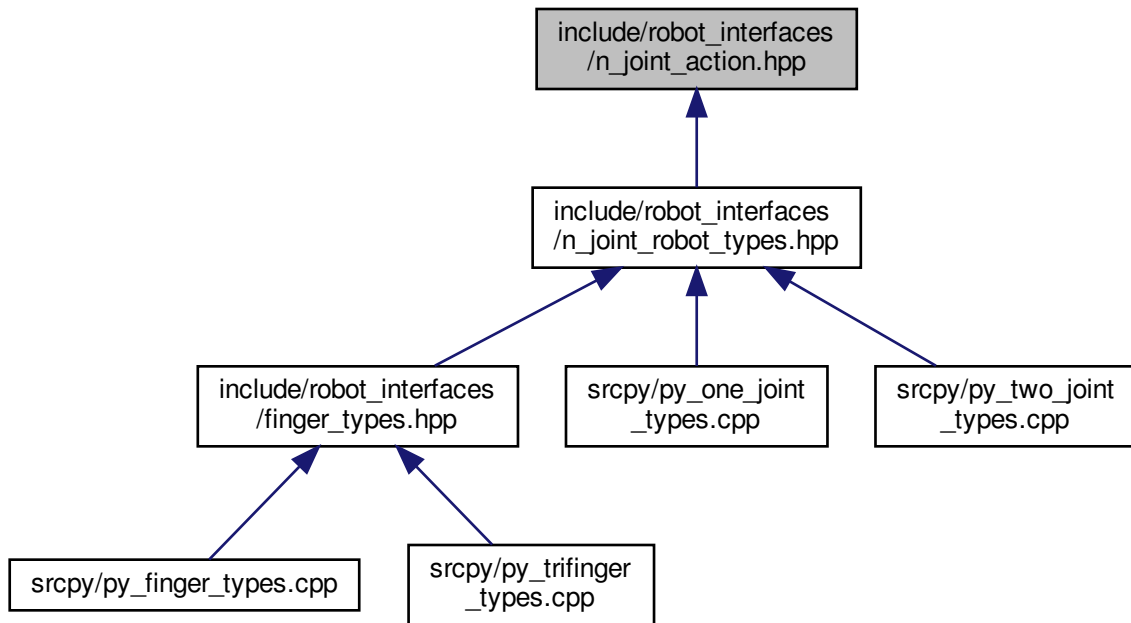 include/robot_interfaces
/n_joint_action.hpp
include/robot_interfaces
/n_joint_robot_types.hpp
include/robot_interfaces
/finger_types.hpp
srcpy/py_one_joint
_types.cpp
srcpy/py_two_joint
_types.cpp
srcpy/py_finger_types.cpp
srcpy/py_trifinger
_types.cpp